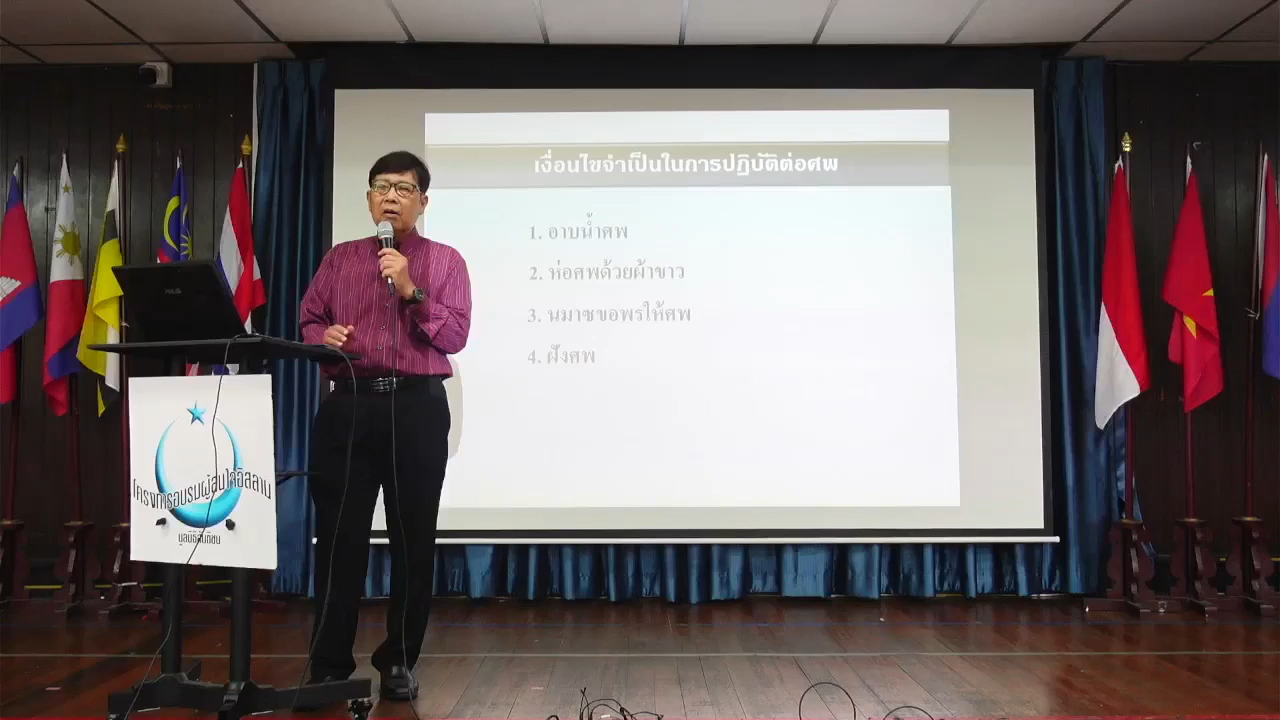 เงื่อนไขจำเป็นในการปฏิบัติต่อศพ
1. อาบน้ำศพ
2. ห่อศพด้วยผ้าขาว
3. นมาซขอพรให้ศพ
4. ฝังศพ
ASUS
โครงการอบรมผู้สนใจอิสลาม
มูลนิธิสันติชน